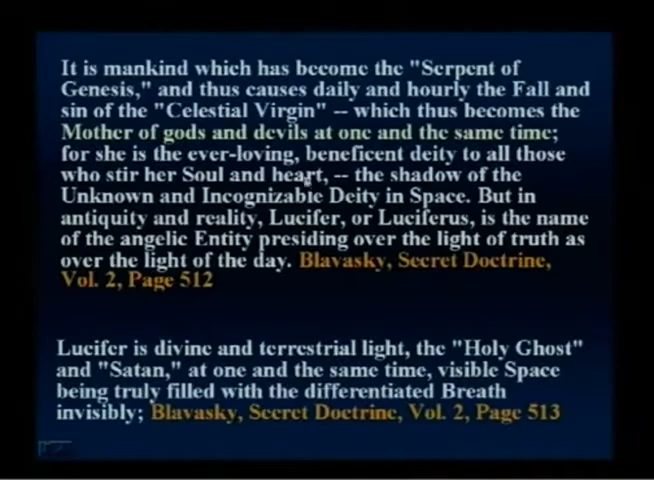 It is mankind which has become the "Serpent of
Genesis," and thus causes daily and hourly the Fall and
sin of the "Celestial Virgin" -- which thus becomes the
Mother of gods and devils at one and the same time;
for she is the ever-loving, beneficent deity to all those
who stir her Soul and heart, -- the shadow of the
Unknown and Incognizable Deity in Space. But in
antiquity and reality, Lucifer, or Luciferus, is the name
of the angelic Entity presiding over the light of truth as
over the light of the day. Blavasky, Secret Doctrine,
Vol. 2, Page 512
Lucifer is divine and terrestrial light, the "Holy Ghost"
and "Satan," at one and the same time, visible Space
being truly filled with the differentiated Breath
invisibly; Blavasky, Secret Doctrine, Vol. 2, Page 513